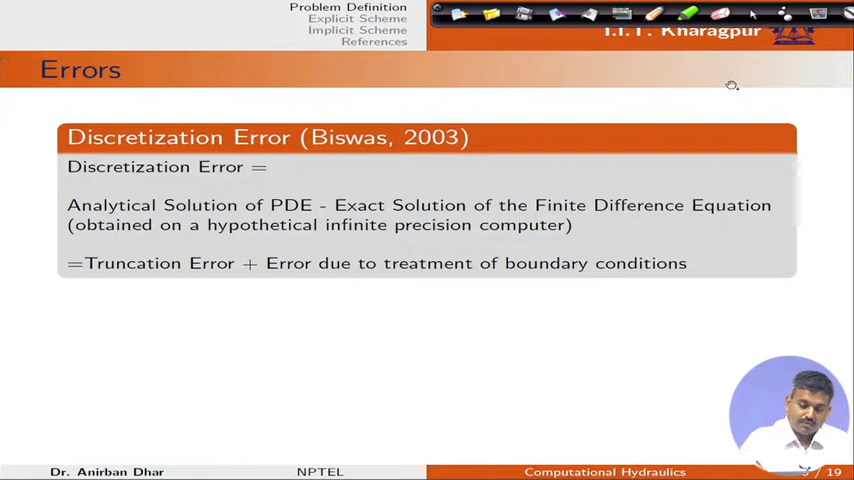 Problem Definition
Explicit Scheme
Implicit Scheme
References
I.I.T. Kharagpur
Errors
Discretization Error (Biswas, 2003)
Discretization Error =
Analytical Solution of PDE - Exact Solution of the Finite Difference Equation
(obtained on a hypothetical infinite precision computer)
=Truncation Error + Error due to treatment of boundary conditions
Dr. Anirban Dhar NPTEL Computational Hydraulics / 19